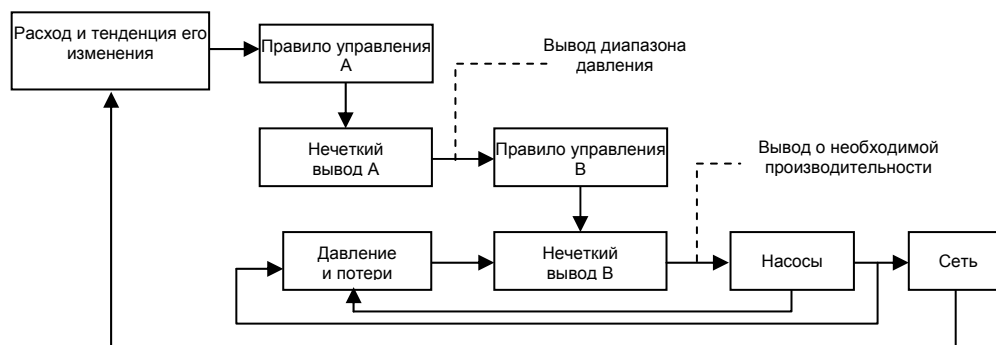 Расход и тенденция его
изменения
Правило управления
А
Вывод диапазона
давления
Нечеткий
вывод А
Правило управления
В
Вывод о необходимой
производительности
Давление
и потери
Нечеткий
вывод В
Насосы
Сеть